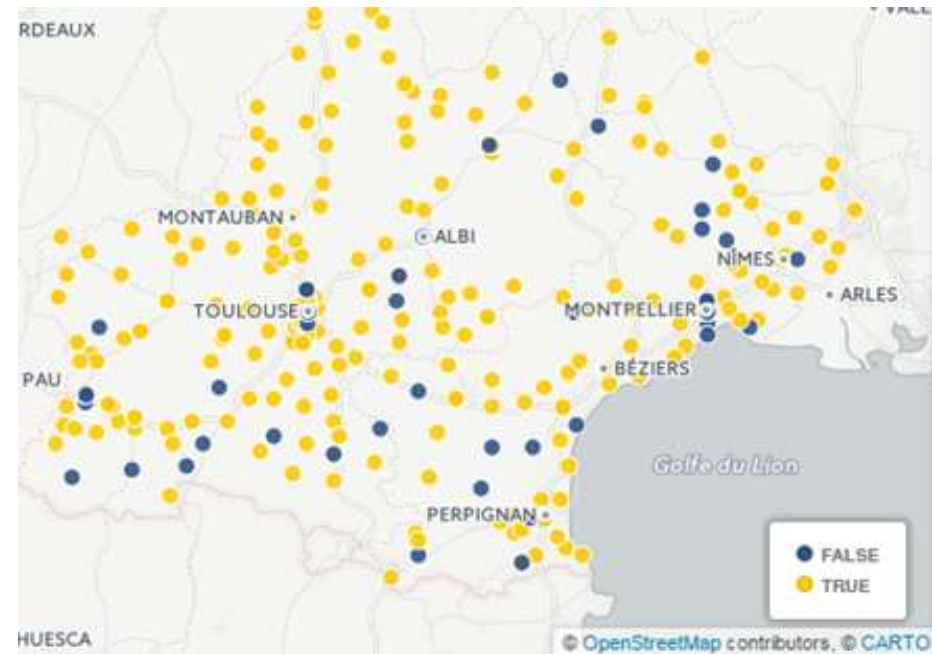 RDEAUX
MONTAUBAN
ALBI
NÎMES
ARLES
TOULOUSE
MONTPELLIER
BÉZIERS
PAU
Golfe du Lion
PERPIGNAN
FALSE
TRUE
HUESCA
© OpenStreetMap contributors, © CARTO